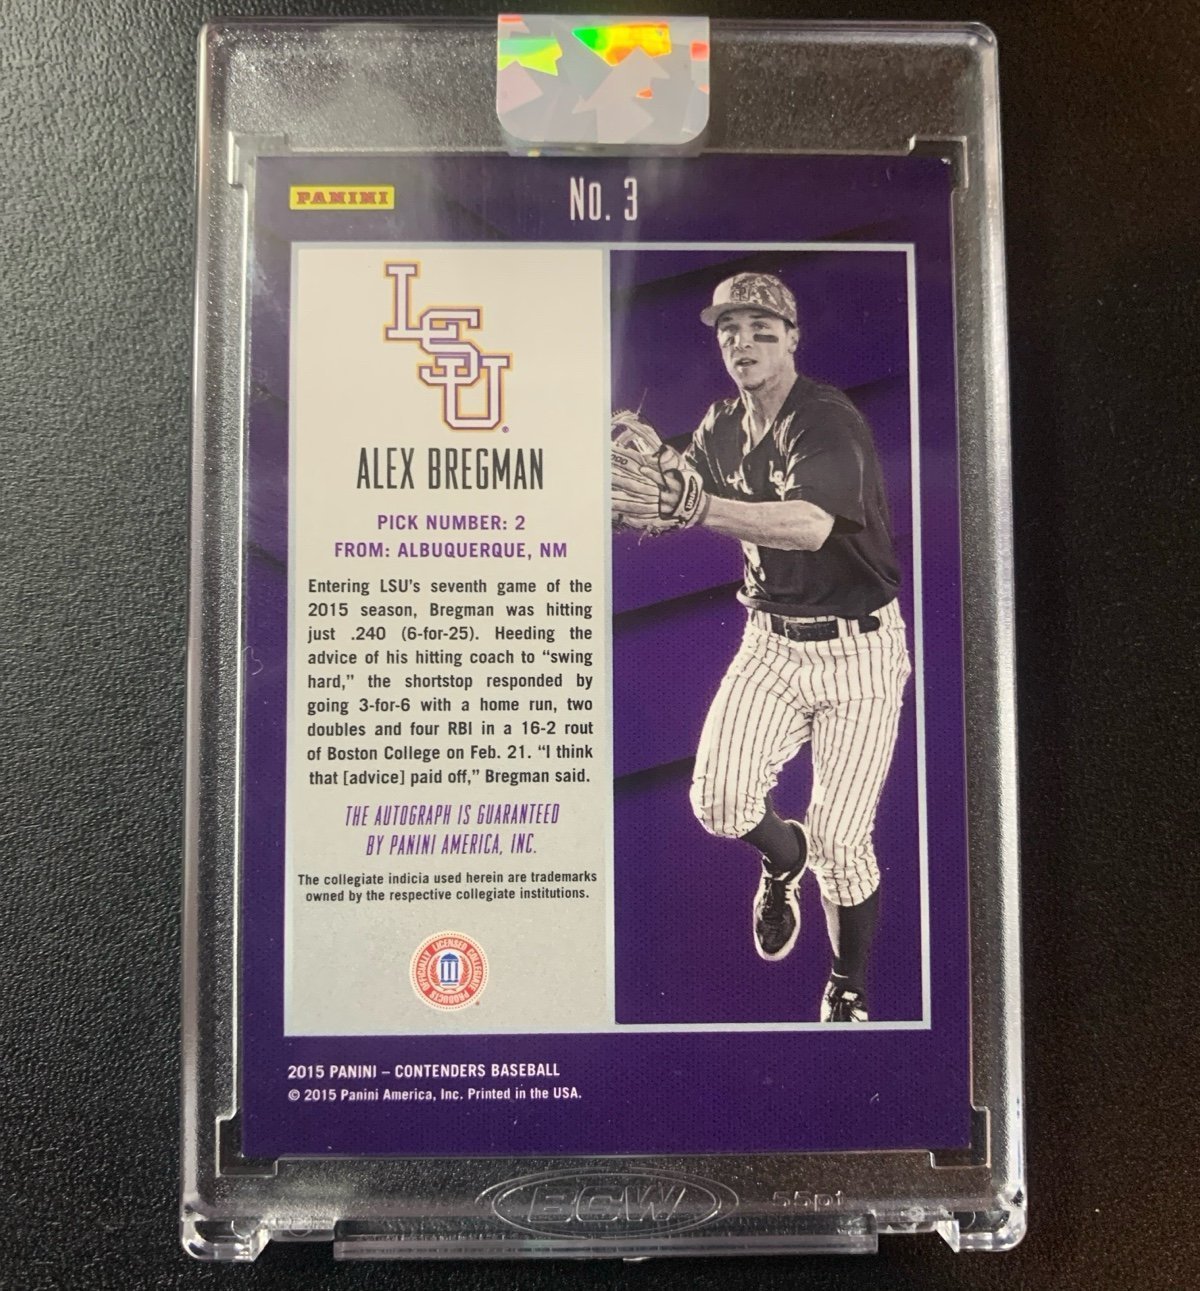 PANINI
No. 3
LSU
ALEX BREGMAN
PICK NUMBER: 2
FROM: ALBUQUERQUE, NM
Entering LSU's seventh game of the
2015 season, Bregman was hitting
just .240 (6-for-25). Heeding the
advice of his hitting coach to “swing
hard,” the shortstop responded by
going 3-for-6 with a home run, two
doubles and four RBI in a 16-2 rout
of Boston College on Feb. 21. “I think
that [advice] paid off,” Bregman said.
THE AUTOGRAPH IS GUARANTEED
BY PANINI AMERICA, INC.
The collegiate indicia used herein are trademarks
owned by the respective collegiate institutions.
OFFICIALLY LICENSED COLLEGIATE PRODUCTS
2015 PANINI – CONTENDERS BASEBALL
© 2015 Panini America, Inc. Printed in the USA.
BCW 55pt